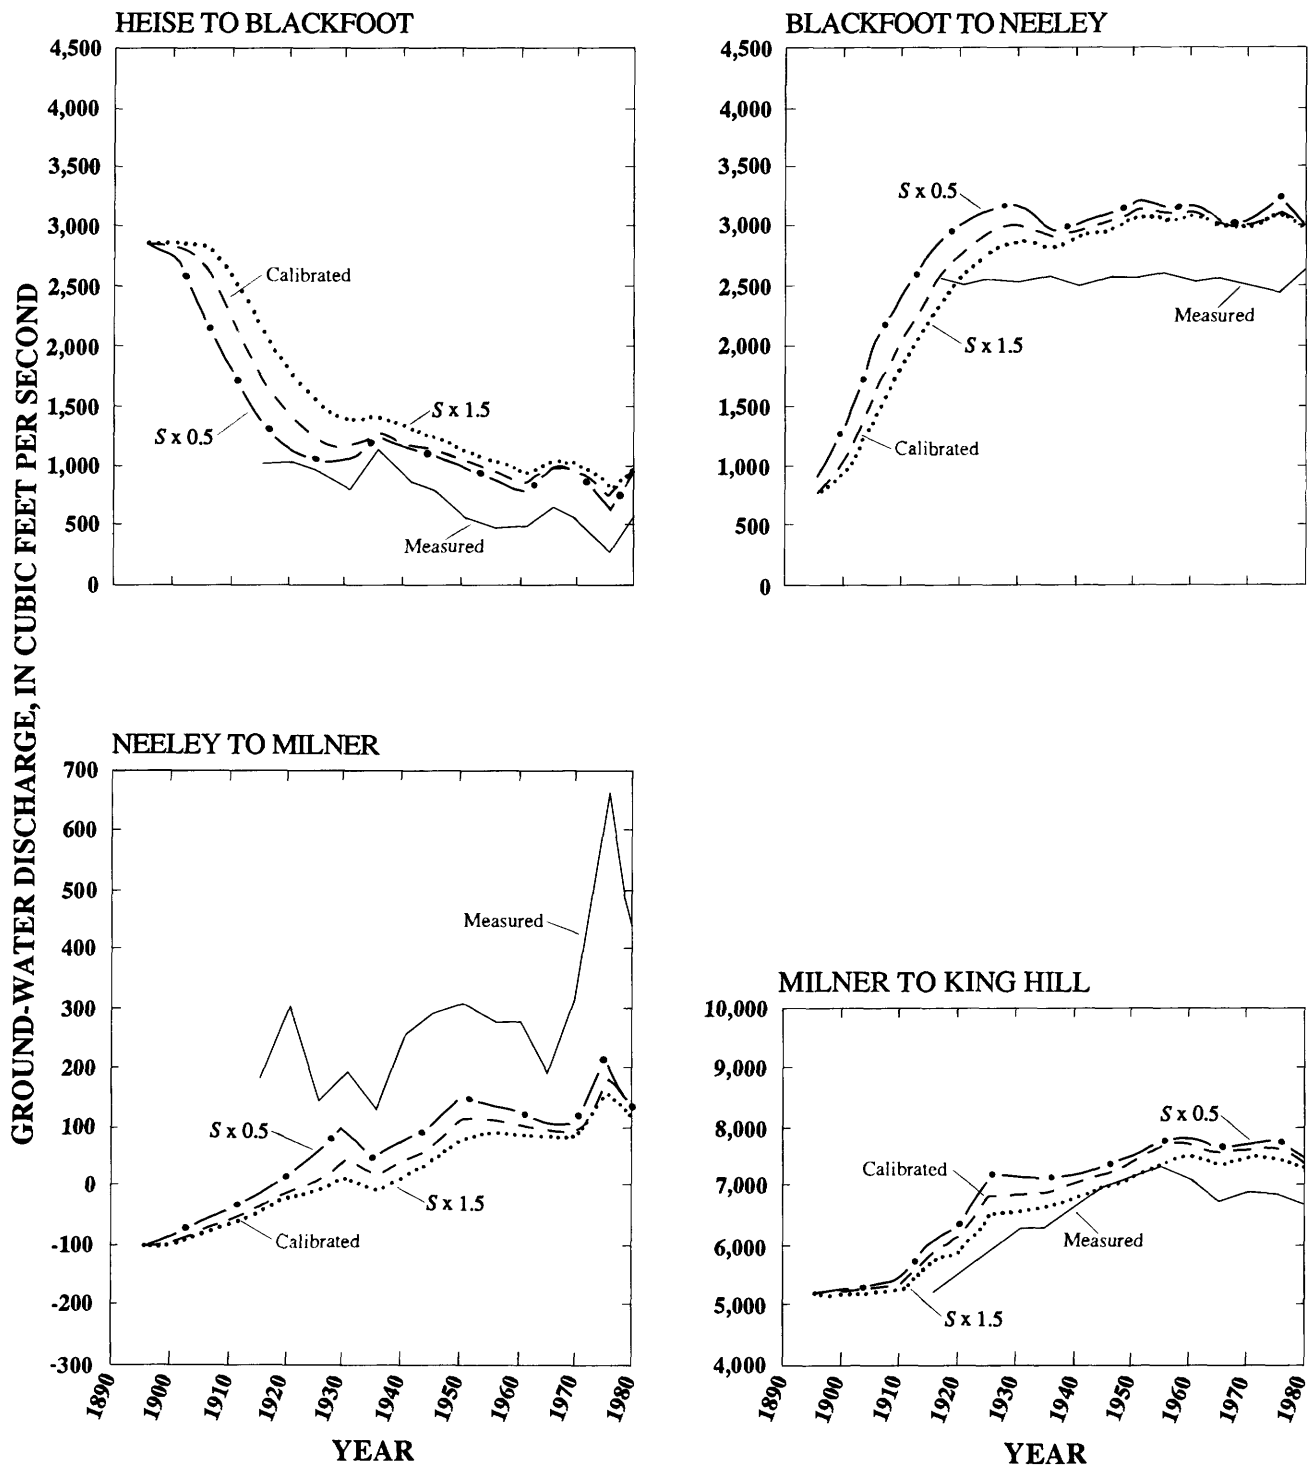 GROUND-WATER DISCHARGE, IN CUBIC FEET PER SECOND
HEISE TO BLACKFOOT
4,500
4,000
3,500
3,000
2,500
2,000
1,500
1,000
500
0
Calibrated
S x 1.5
S x 0.5
Measured
BLACKFOOT TO NEELEY
4,500
4,000
3,500
3,000
2,500
2,000
1,500
1,000
500
0
S x 0.5
Measured
S x 1.5
Calibrated
NEELEY TO MILNER
700
600
500
400
300
200
100
0
-100
-200
-300
Measured
S x 0.5
S x 1.5
Calibrated
1890
1900
1910
1920
1930
1940
1950
1960
1970
1980
YEAR
MILNER TO KING HILL
10,000
9,000
8,000
7,000
6,000
5,000
4,000
S x 0.5
Calibrated
Measured
S x 1.5
1890
1900
1910
1920
1930
1940
1950
1960
1970
1980
YEAR